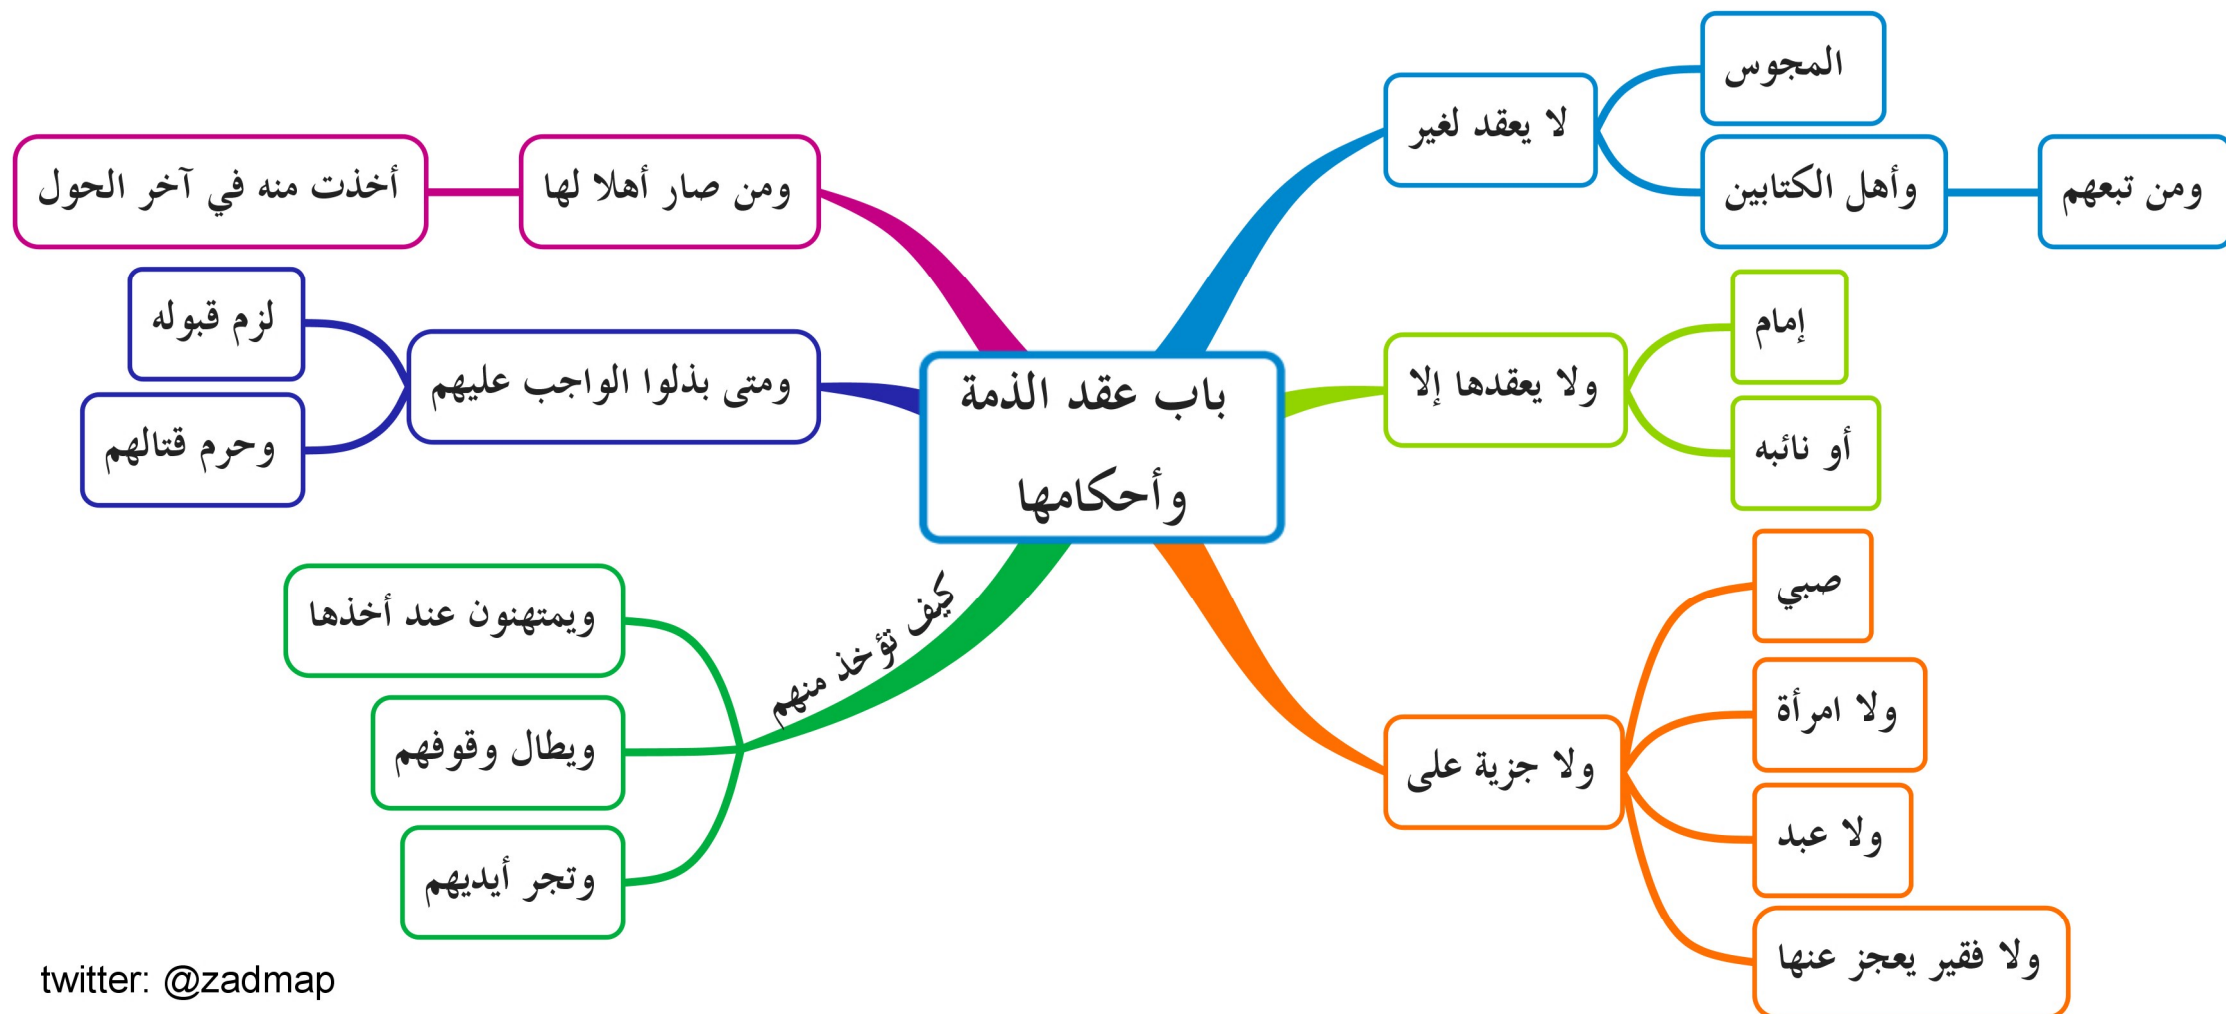 باب عقد الذمة
وأحكامها
لا يعقد لغير
المجوس
وأهل الكتابين
ومن تبعهم
ولا يعقدها إلا
إمام
أو نائبه
ولا جزية على
صبي
ولا امرأة
ولا عبد
ولا فقير يعجز عنها
ومن صار أهلا لها
أخذت منه في آخر الحول
ومتى بذلوا الواجب عليهم
لزم قبوله
وحرم قتالهم
كيف تؤخذ منهم
ويمتهنون عند أخذها
ويطال وقوفهم
وتجر أيديهم
twitter: @zadmap